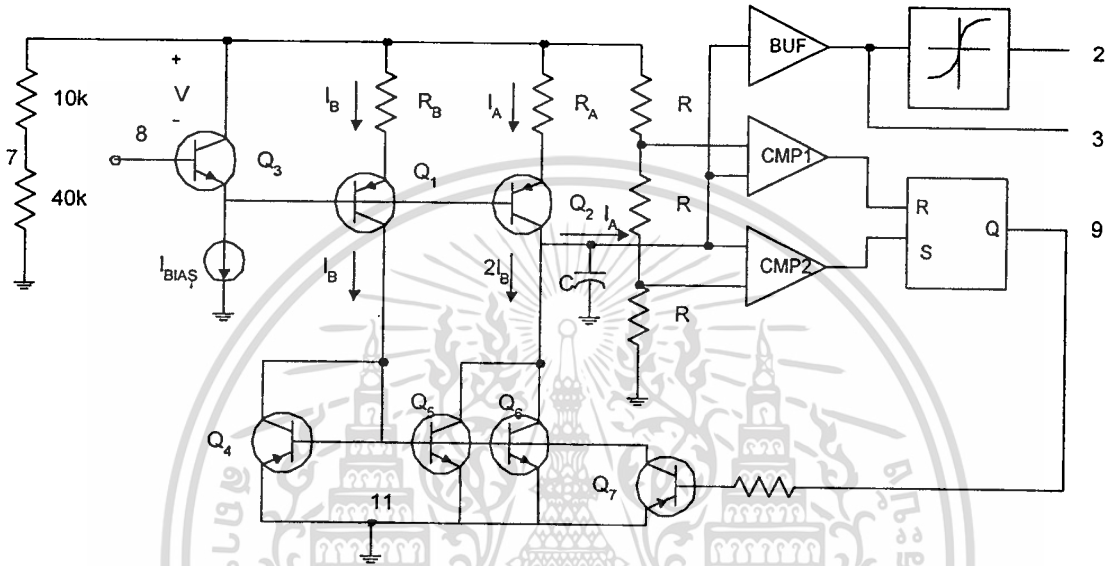 10k
40k
7
8
+
V
-
Q3
IBIAS
IB
RB
Q1
IB
IA
RA
Q2
IA
2IB
C
R
R
R
BUF
CMP1
CMP2
R
S
Q
2
3
9
Q4
Q5
Q6
Q7
11